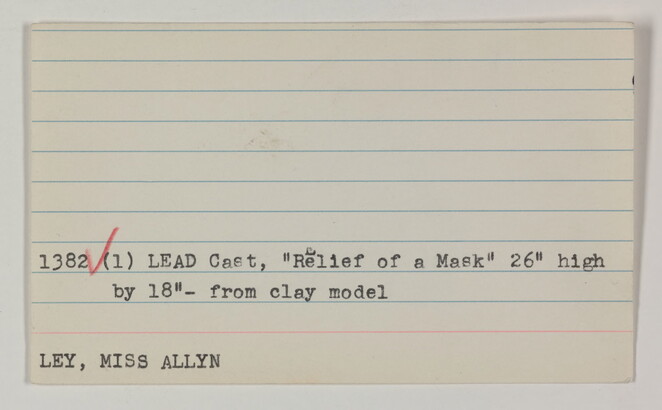 1382 (1) LEAD Cast, "Relief of a Mask" 26" high
by 18"- from clay model
LEY, MISS ALLYN